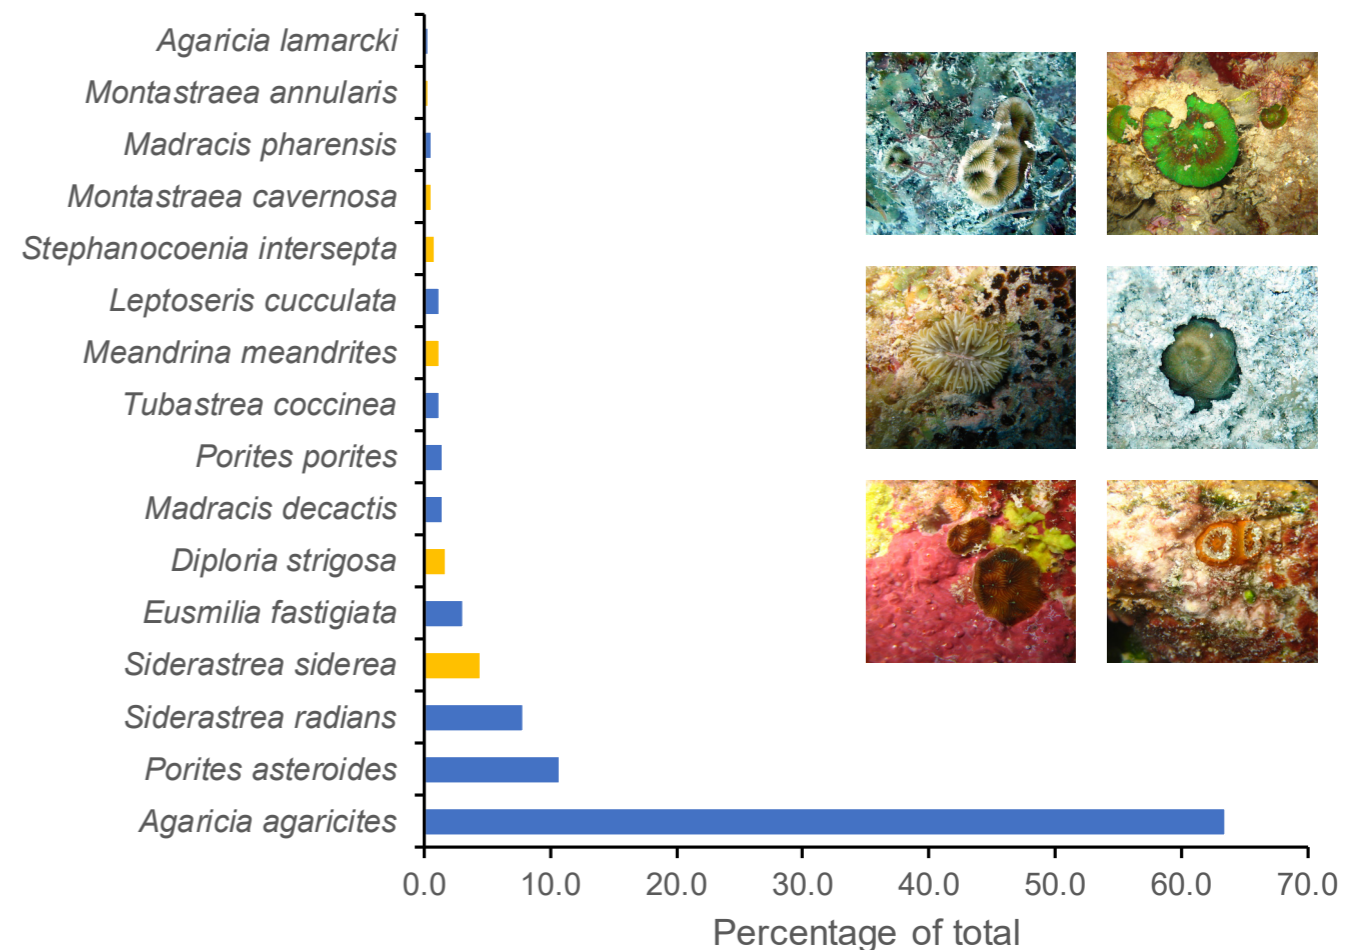 Agaricia lamarcki
Montastraea annularis
Madracis pharensis
Montastraea cavernosa
Stephanocoenia intersepta
Leptoseris cucculata
Meandrina meandrites
Tubastrea coccinea
Porites porites
Madracis decactis
Diploria strigosa
Eusmilia fastigiata
Siderastrea siderea
Siderastrea radians
Porites asteroides
Agaricia agaricites
0.0 10.0 20.0 30.0 40.0 50.0 60.0 70.0
Percentage of total